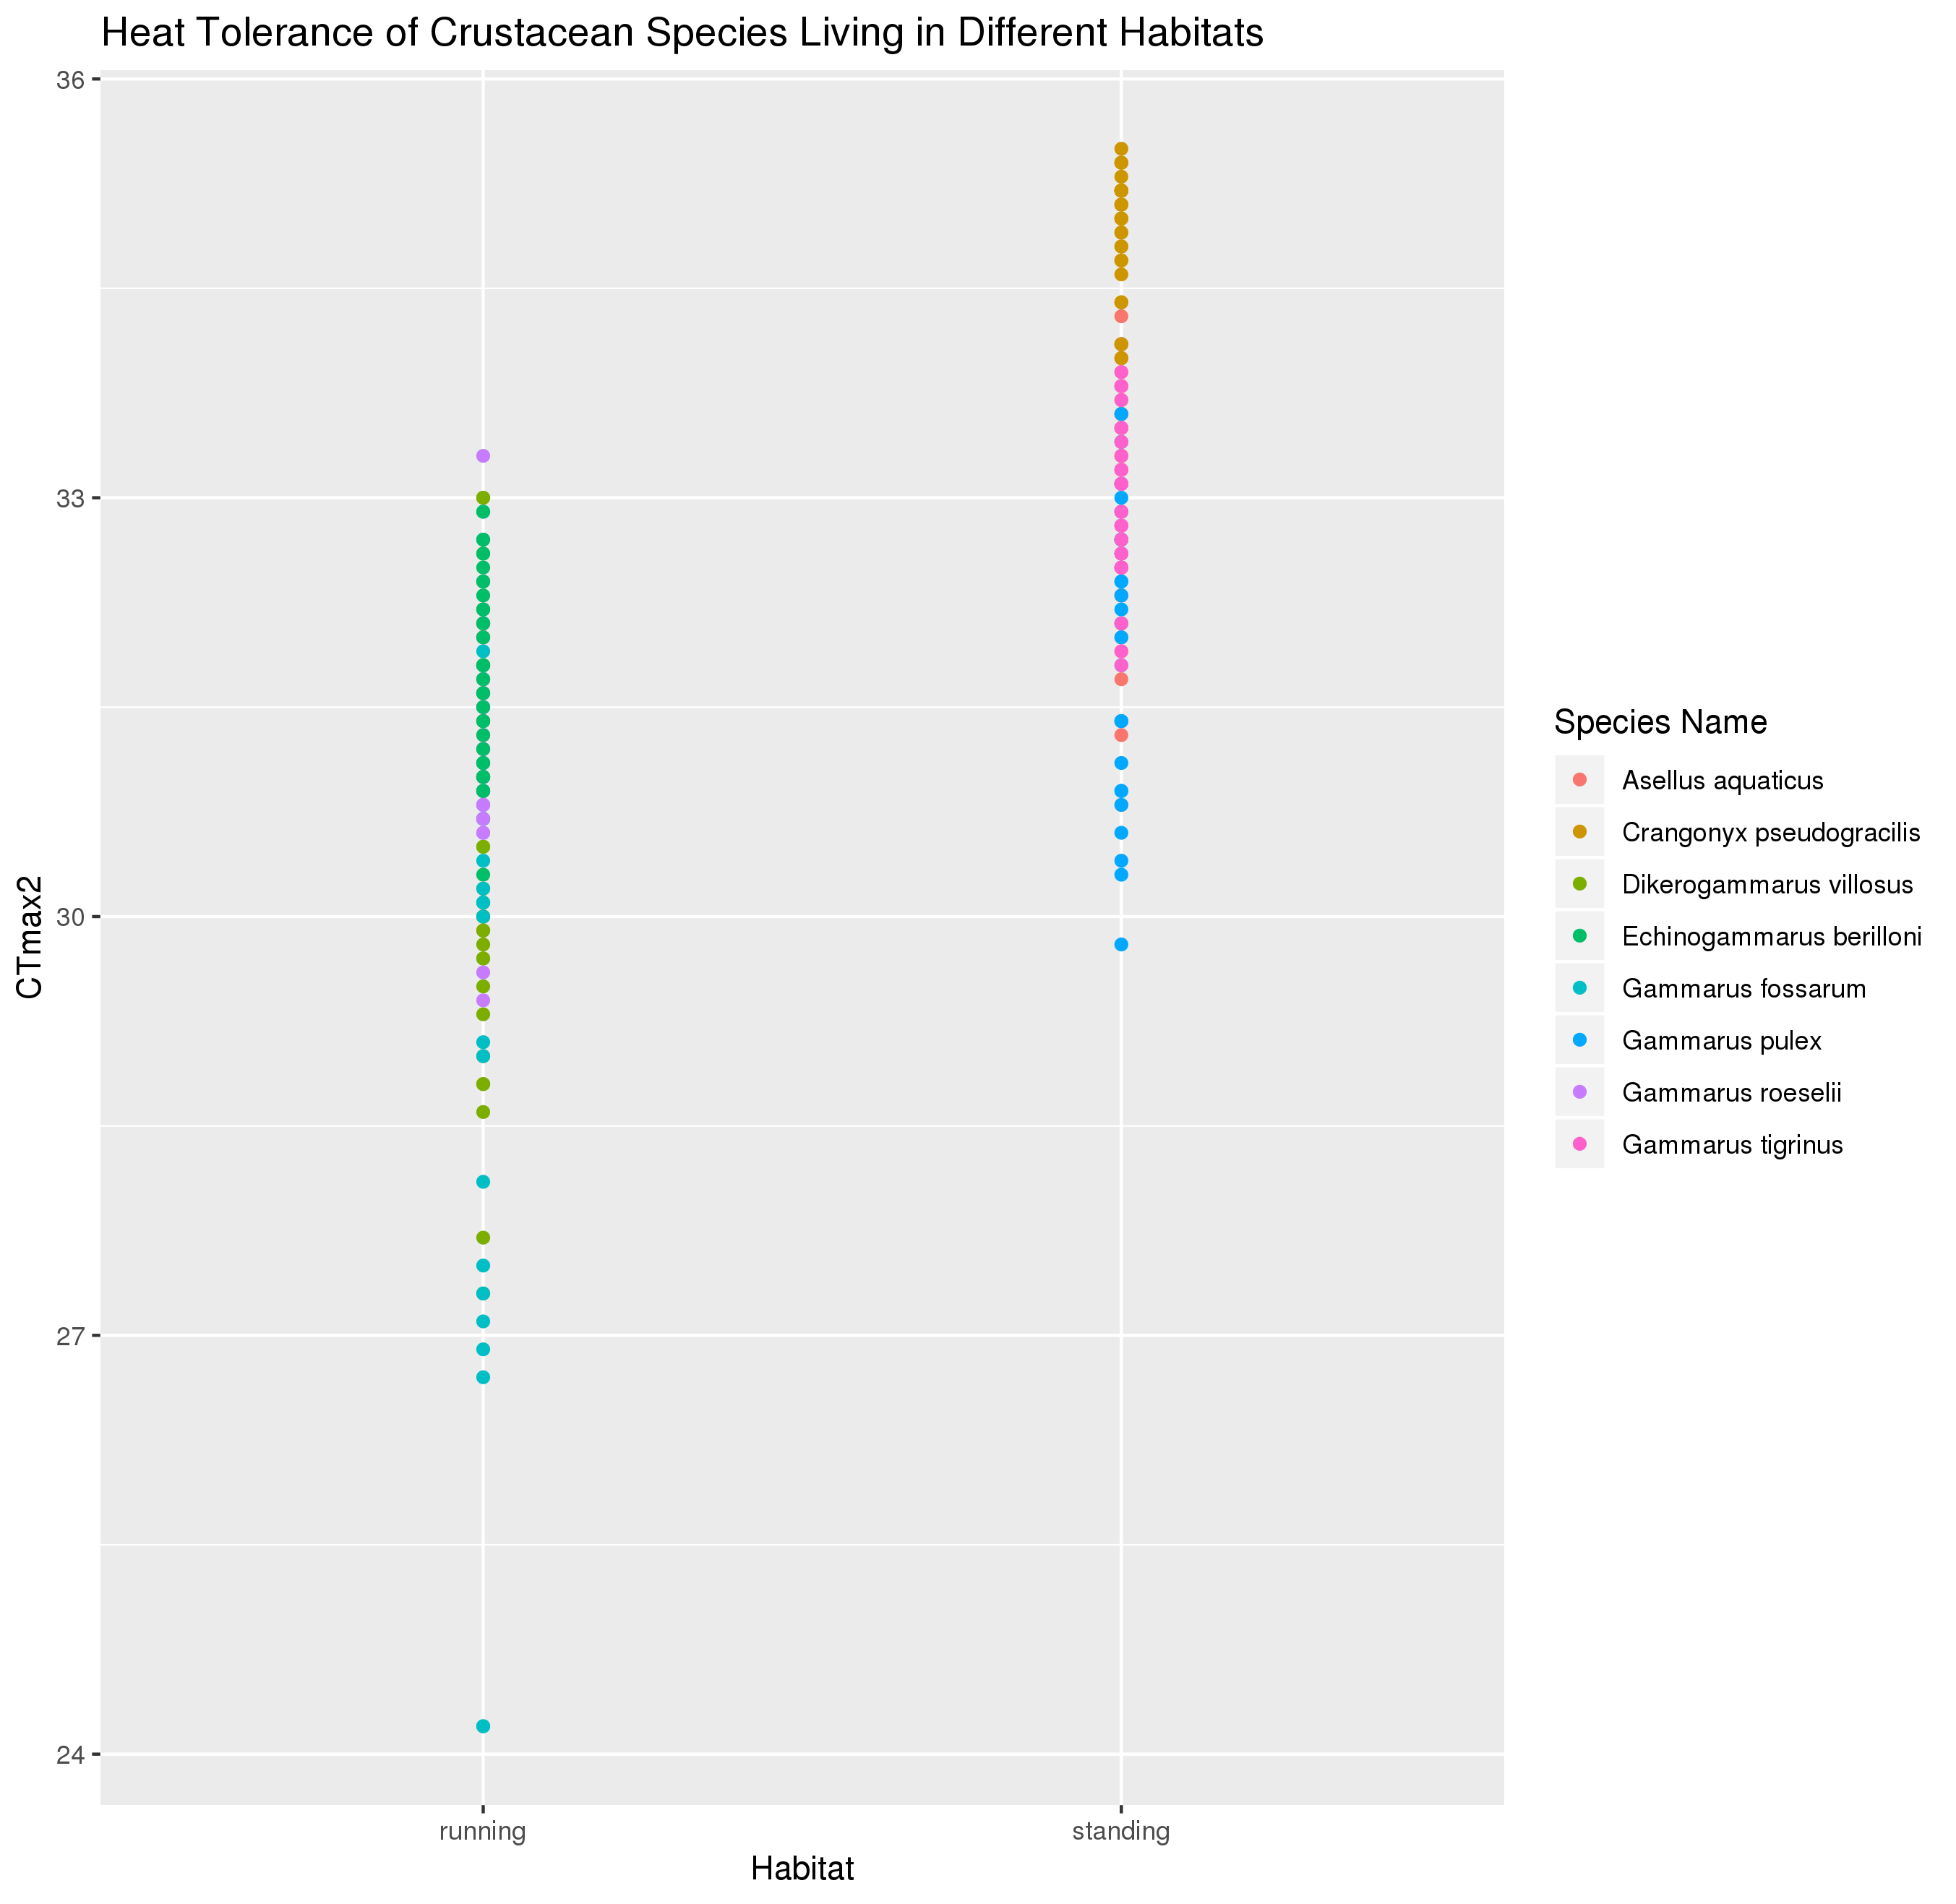 Heat Tolerance of Crustacean Species Living in Different Habitats
36
33
30
27
24
CTmax2
running
standing
Habitat
Species Name
Asellus aquaticus
Crangonyx pseudogracilis
Dikerogammarus villosus
Echinogammarus berilloni
Gammarus fossarum
Gammarus pulex
Gammarus roeselii
Gammarus tigrinus